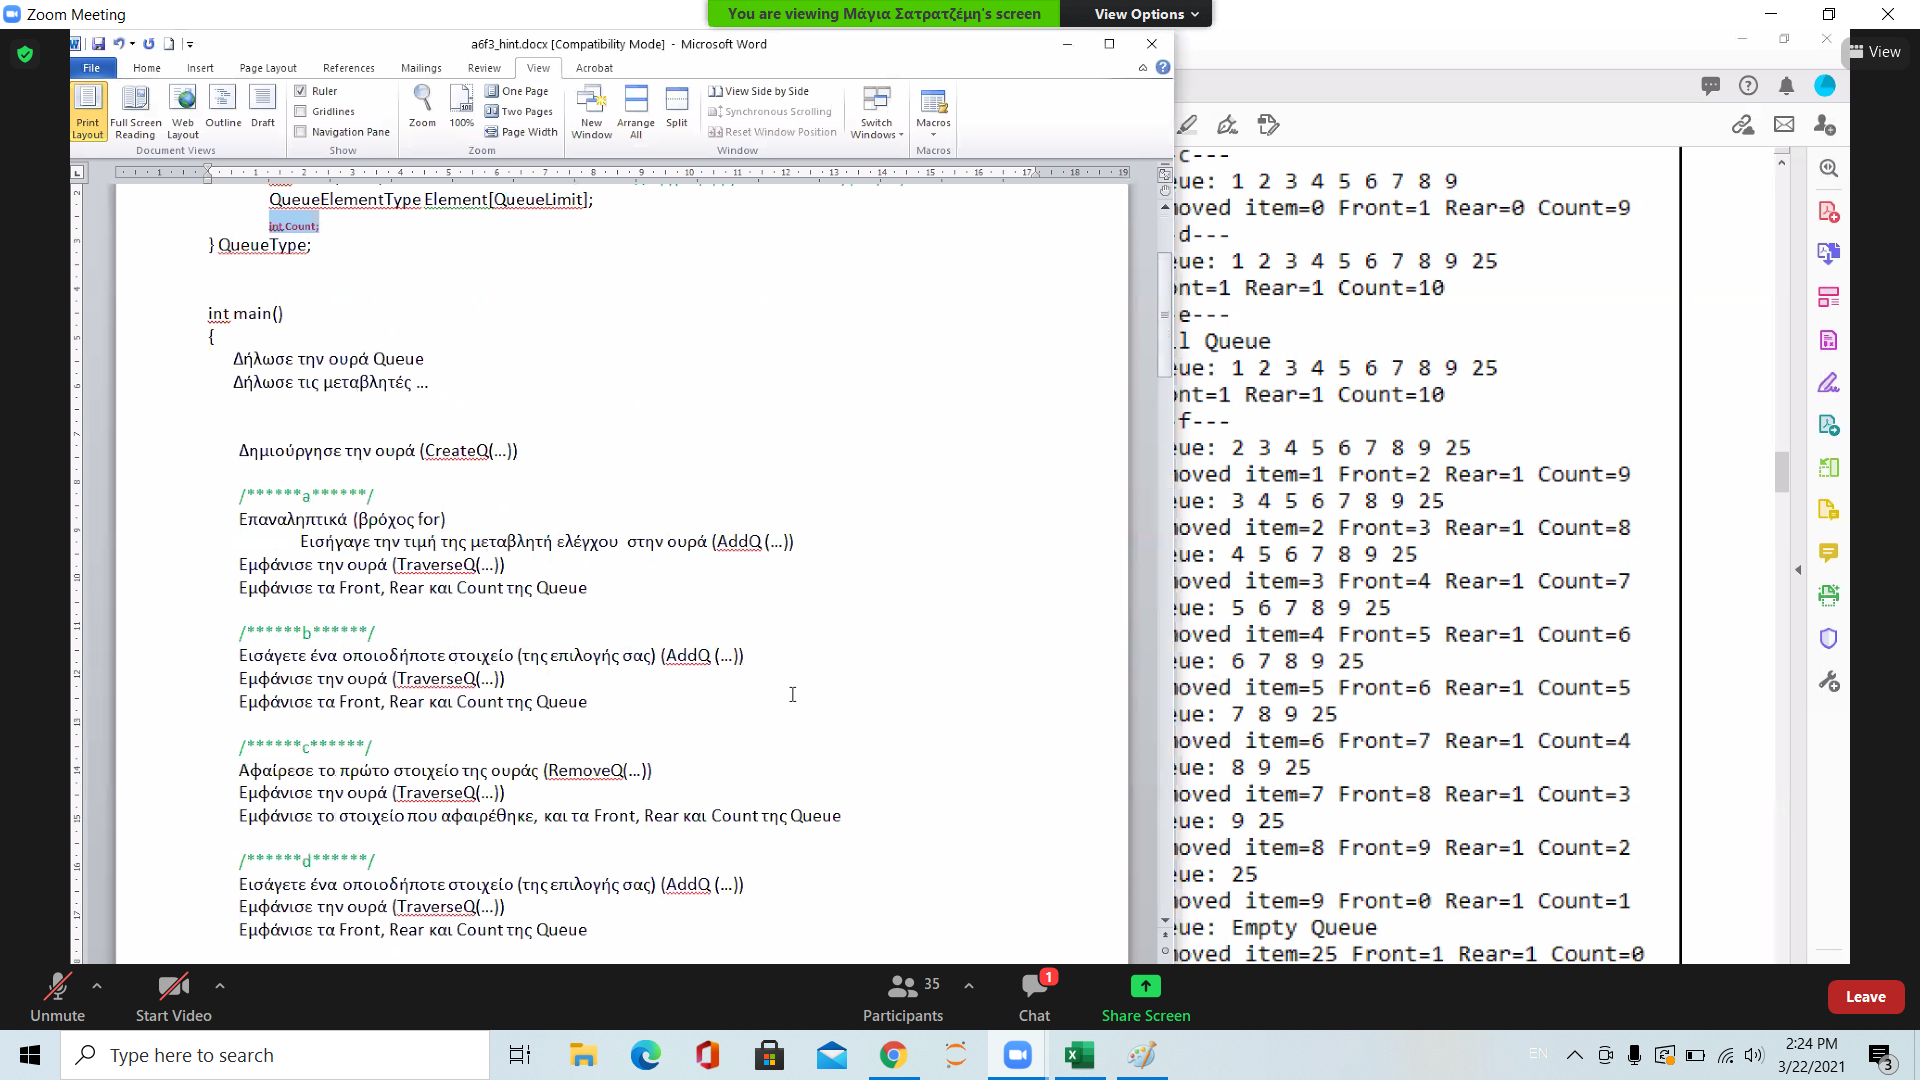 Zoom Meeting
You are viewing Μάγια Σατρατζέμη's screen
View Options
View
a6f3_hint.docx [Compatibility Mode] - Microsoft Word
File Home Insert Page Layout References Mailings Review View Acrobat
Print Layout
Full Screen Reading
Web Layout
Outline
Draft
Document Views
Ruler
Gridlines
Navigation Pane
Show
Zoom
100%
One Page
Two Pages
Page Width
Zoom
New Window
Arrange All
Split
View Side by Side
Synchronous Scrolling
Reset Window Position
Window
Switch Windows
Macros
Macros
QueueElementType Element[QueueLimit];
int Count;
} QueueType;
int main()
{
Δήλωσε την ουρά Queue
Δήλωσε τις μεταβλητές ...
Δημιούργησε την ουρά (CreateQ(...))
/******a******/
Επαναληπτικά (βρόχος for)
Εισήγαγε την τιμή της μεταβλητή ελέγχου στην ουρά (AddQ (...))
Εμφάνισε την ουρά (TraverseQ(...))
Εμφάνισε τα Front, Rear και Count της Queue
/******b******/
Εισάγετε ένα οποιοδήποτε στοιχείο (της επιλογής σας) (AddQ (...))
Εμφάνισε την ουρά (TraverseQ(...))
Εμφάνισε τα Front, Rear και Count της Queue
/******c******/
Αφαίρεσε το πρώτο στοιχείο της ουράς (RemoveQ(...))
Εμφάνισε την ουρά (TraverseQ(...))
Εμφάνισε το στοιχείο που αφαιρέθηκε, και τα Front, Rear και Count της Queue
/******d******/
Εισάγετε ένα οποιοδήποτε στοιχείο (της επιλογής σας) (AddQ (...))
Εμφάνισε την ουρά (TraverseQ(...))
Εμφάνισε τα Front, Rear και Count της Queue
c---
ue: 1 2 3 4 5 6 7 8 9
moved item=0 Front=1 Rear=0 Count=9
d---
ue: 1 2 3 4 5 6 7 8 9 25
nt=1 Rear=1 Count=10
e---
l Queue
ue: 1 2 3 4 5 6 7 8 9 25
nt=1 Rear=1 Count=10
f---
ue: 2 3 4 5 6 7 8 9 25
moved item=1 Front=2 Rear=1 Count=9
ue: 3 4 5 6 7 8 9 25
moved item=2 Front=3 Rear=1 Count=8
ue: 4 5 6 7 8 9 25
moved item=3 Front=4 Rear=1 Count=7
ue: 5 6 7 8 9 25
moved item=4 Front=5 Rear=1 Count=6
ue: 6 7 8 9 25
moved item=5 Front=6 Rear=1 Count=5
ue: 7 8 9 25
moved item=6 Front=7 Rear=1 Count=4
ue: 8 9 25
moved item=7 Front=8 Rear=1 Count=3
ue: 9 25
moved item=8 Front=9 Rear=1 Count=2
ue: 25
moved item=9 Front=0 Rear=1 Count=1
ue: Empty Queue
moved item=25 Front=1 Rear=1 Count=0
Unmute
Start Video
35
Participants
1
Chat
Share Screen
Leave
Type here to search
EN
2:24 PM
3/22/2021
3